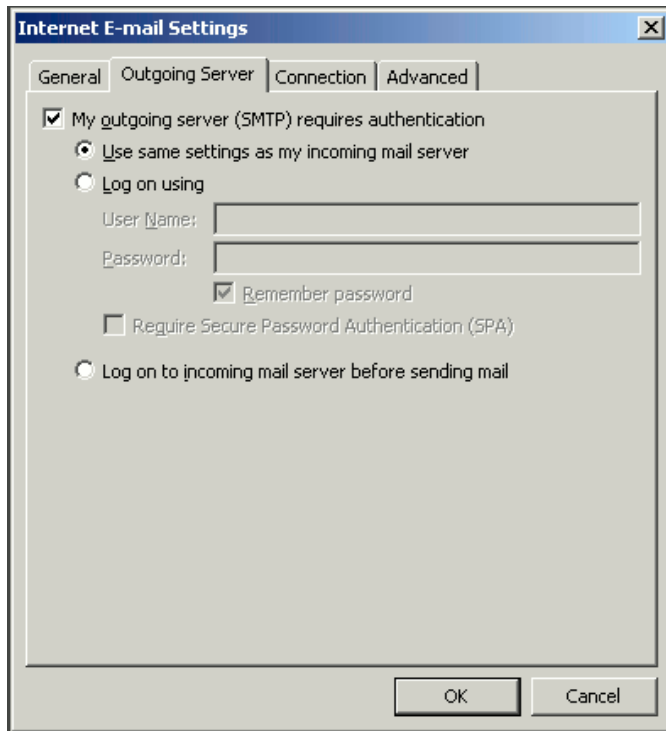 Internet E-mail Settings
General Outgoing Server Connection Advanced
My outgoing server (SMTP) requires authentication
Use same settings as my incoming mail server
Log on using
User Name:
Password:
Remember password
Require Secure Password Authentication (SPA)
Log on to incoming mail server before sending mail
OK Cancel